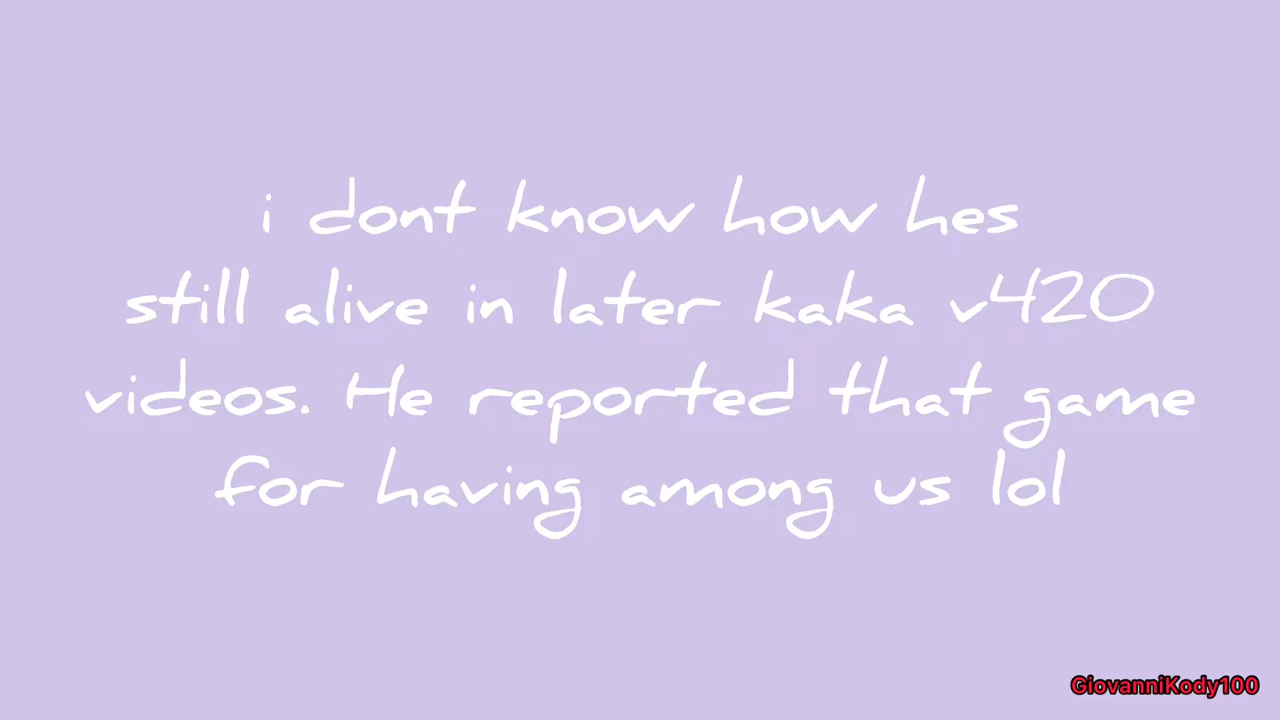 i dont know how hes
still alive in later kaka v420
videos. He reported that game
for having among us lol
GiovanniKody100